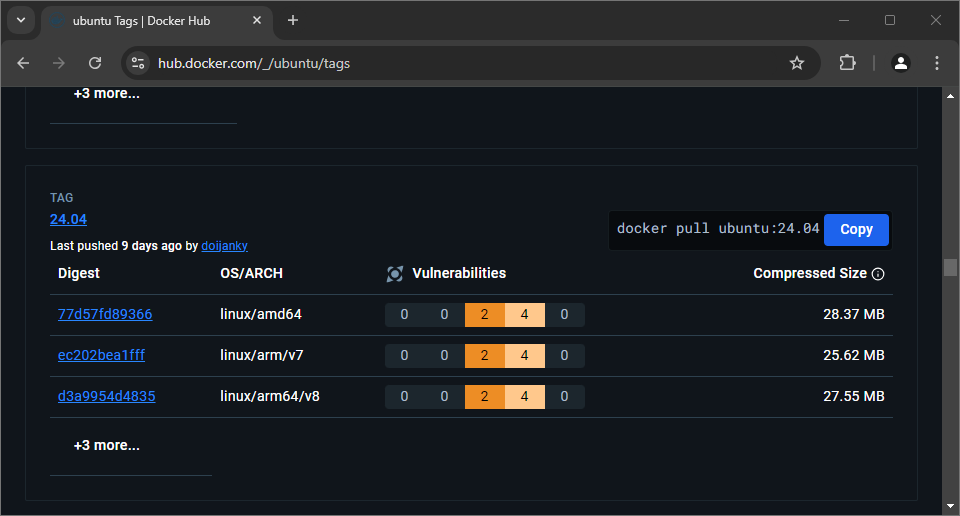 ubuntu Tags | Docker Hub
hub.docker.com/_/ubuntu/tags
+3 more...
TAG
24.04
docker pull ubuntu:24.04 Copy
Last pushed 9 days ago by doijanky
Digest OS/ARCH Vulnerabilities Compressed Size
77d57fd89366 linux/amd64 0 0 2 4 0 28.37 MB
ec202bea1fff linux/arm/v7 0 0 2 4 0 25.62 MB
d3a9954d4835 linux/arm64/v8 0 0 2 4 0 27.55 MB
+3 more...